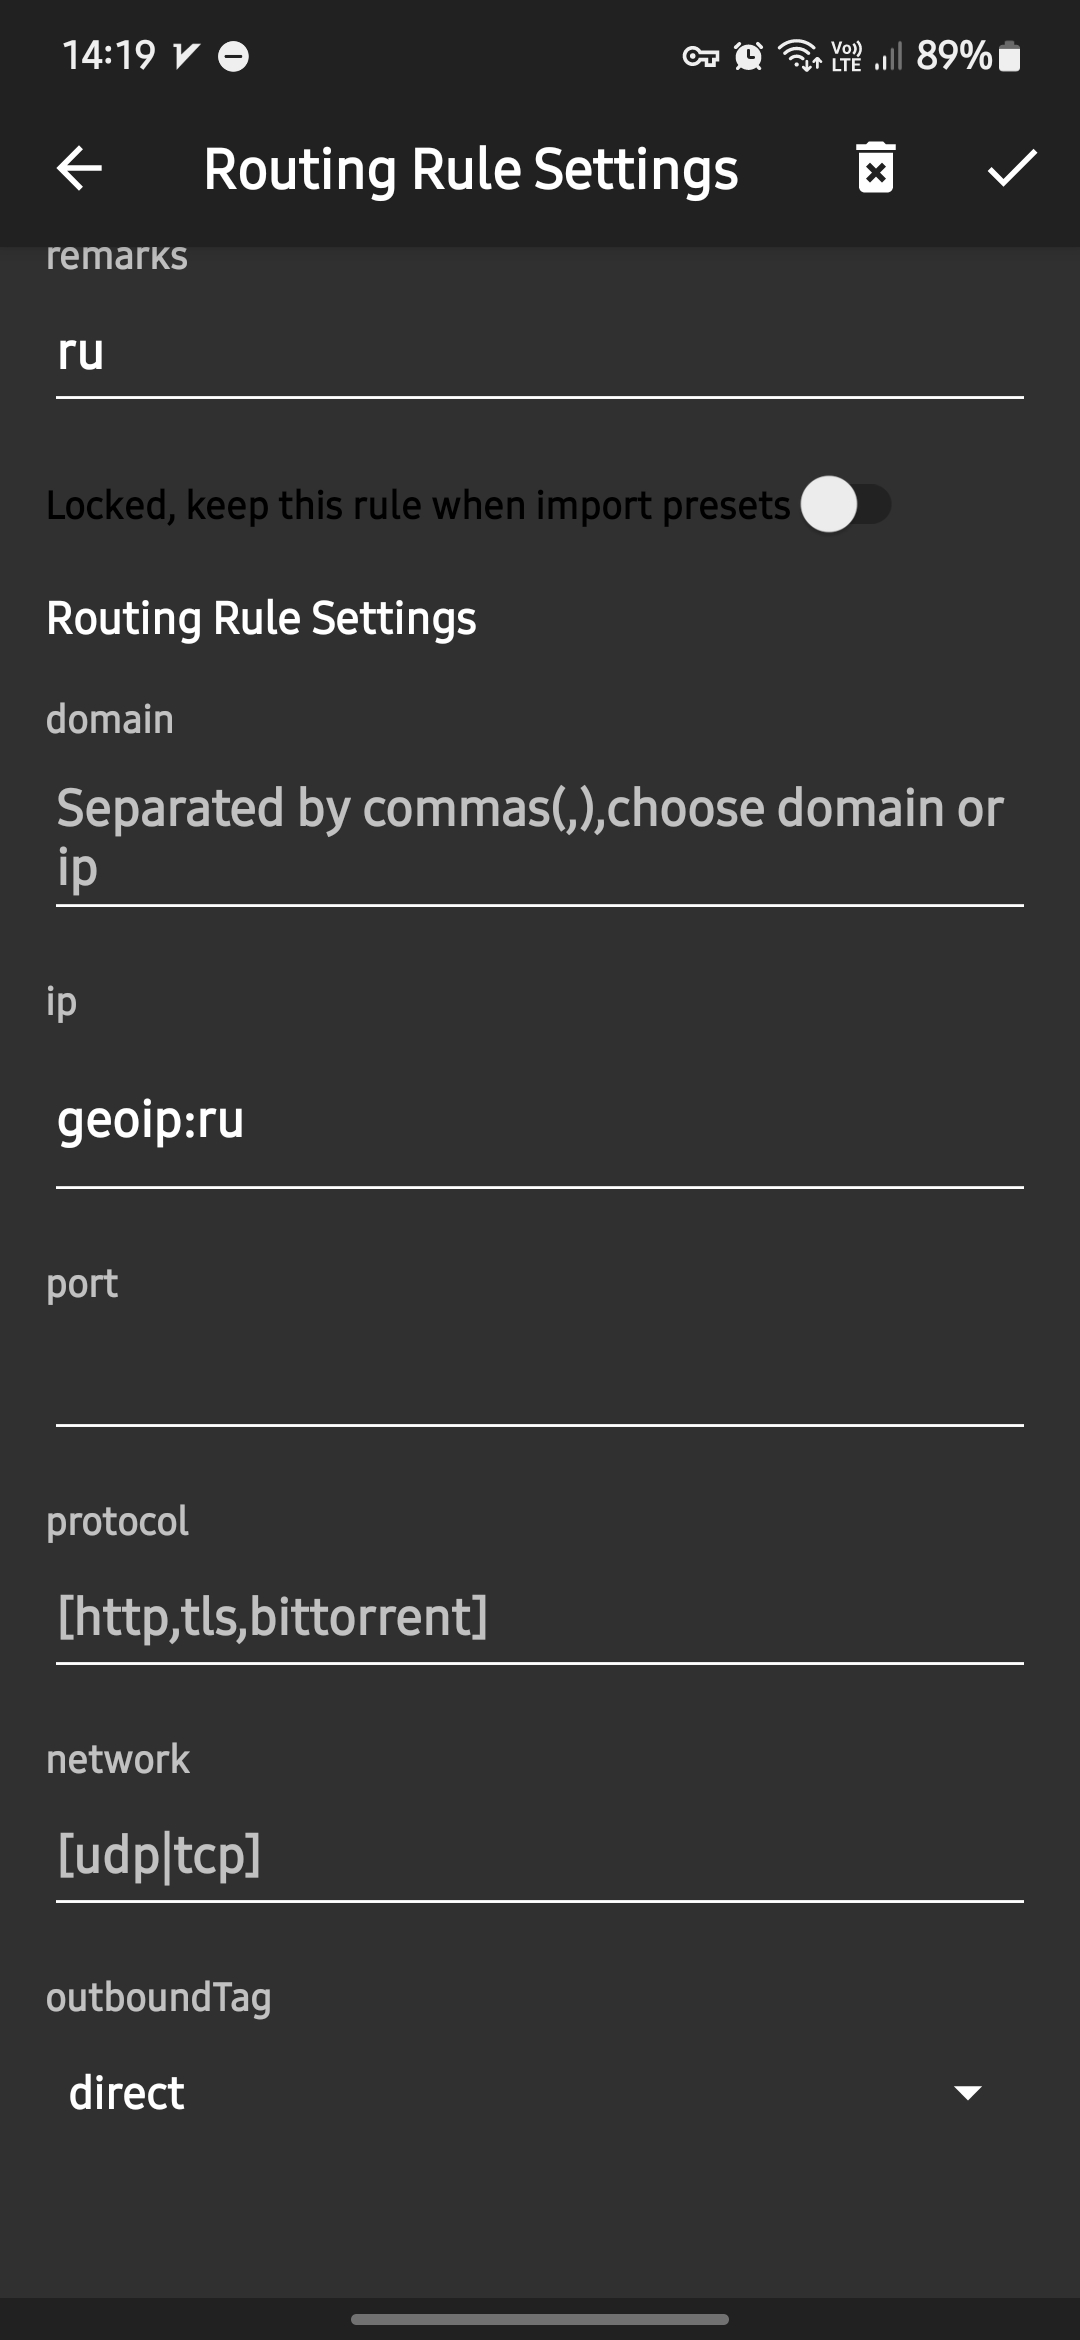 14:19
Vo))
LTE
89%
Routing Rule Settings
remarks
ru
Locked, keep this rule when import presets
Routing Rule Settings
domain
Separated by commas(,),choose domain or
ip
ip
geoip:ru
port
protocol
[http,tls,bittorrent]
network
[udp|tcp]
outboundTag
direct